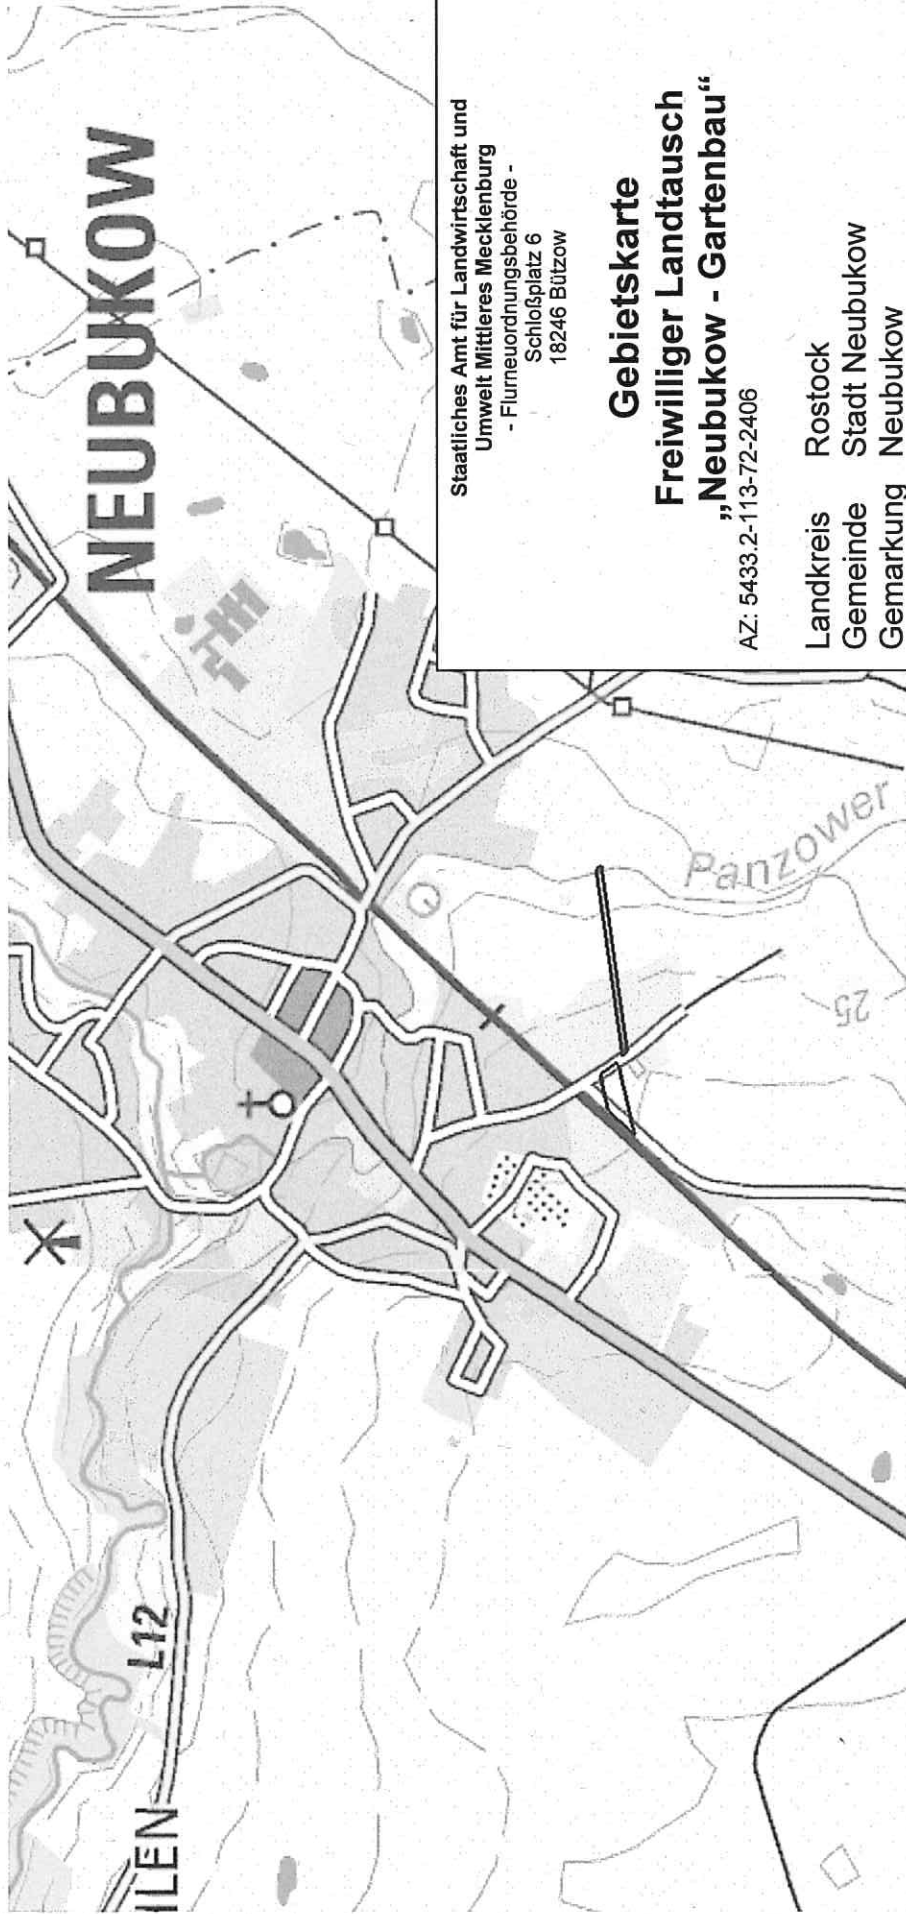 NEUBUKOW
Staatliches Amt für Landwirtschaft und
Umwelt Mittleres Mecklenburg
- Flurneuordnungsbehörde -
Schloßplatz 6
18246 Bützow
Gebietskarte
Freiwilliger Landtausch
„Neubukow - Gartenbau“
AZ: 5433.2-113-72-2406
Landkreis Rostock
Gemeinde Stadt Neubukow
Gemarkung Neubukow
Panzower
25
L12
HLEN